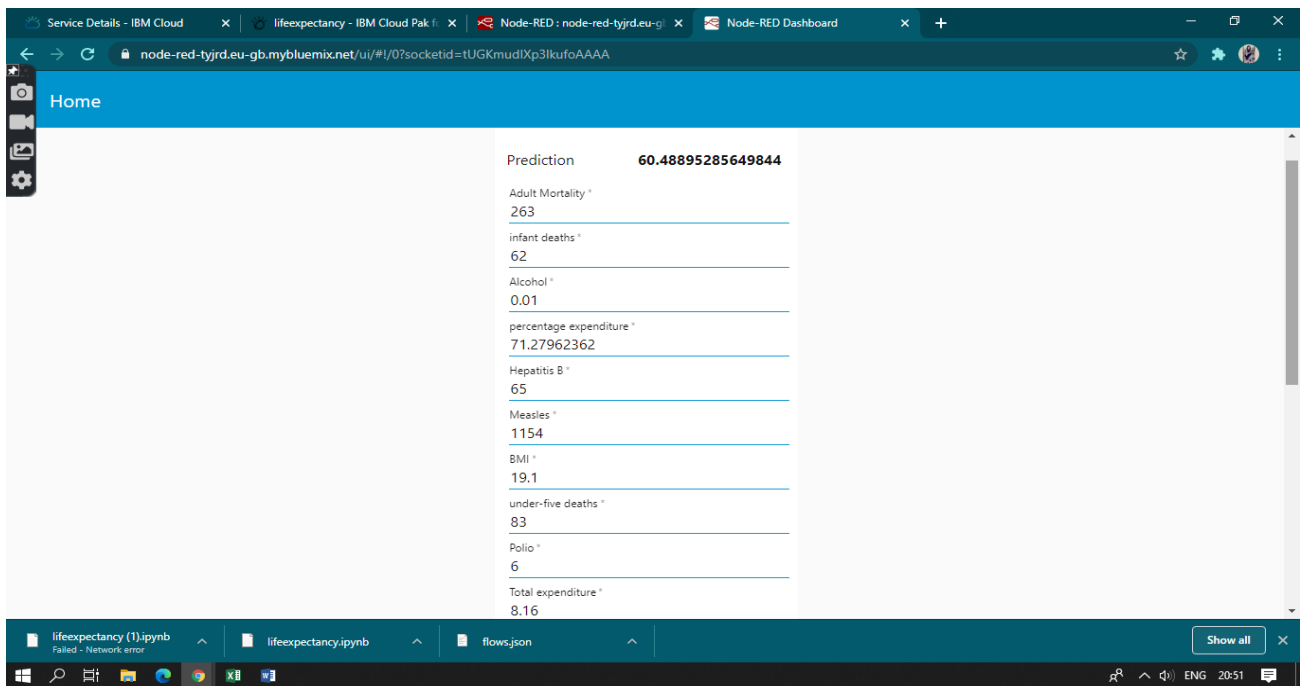 Service Details - IBM Cloud
lifeexpectancy - IBM Cloud Pak fo
Node-RED : node-red-tyjrd.eu-gb
Node-RED Dashboard
node-red-tyjrd.eu-gb.mybluemix.net/ui/#!/0?socketid=tUGKmudIXp3IkufoAAAA
Home
Prediction 60.48895285649844
Adult Mortality *
263
infant deaths *
62
Alcohol *
0.01
percentage expenditure *
71.27962362
Hepatitis B *
65
Measles *
1154
BMI *
19.1
under-five deaths *
83
Polio *
6
Total expenditure *
8.16
lifeexpectancy (1).ipynb
Failed - Network error
lifeexpectancy.ipynb
flows.json
Show all
ENG 20:51